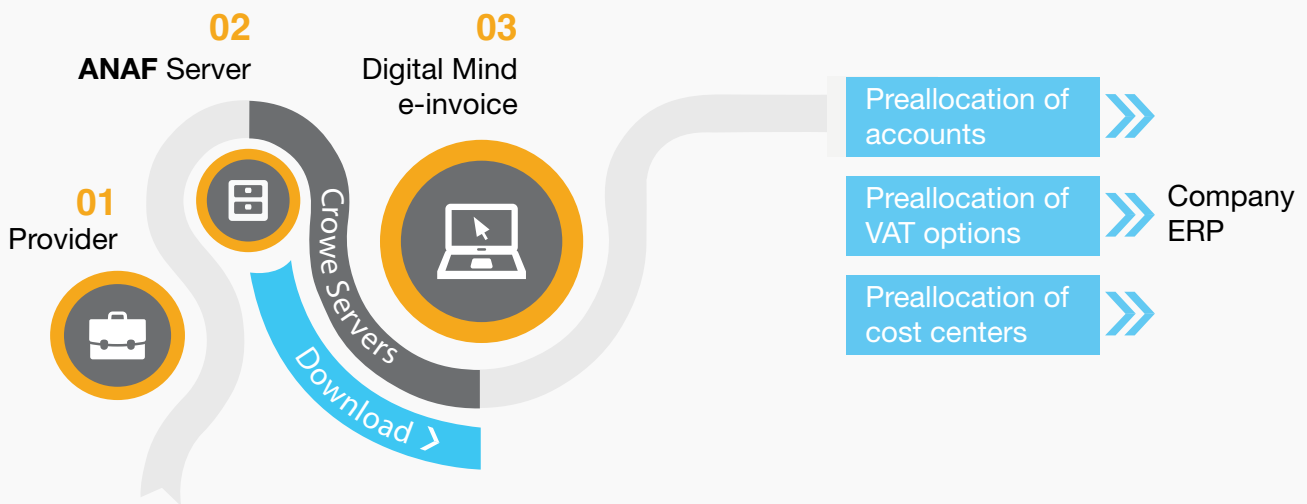 01
Provider
02
ANAF Server
03
Digital Mind
e-invoice
Crowe Servers
Download
Preallocation of
accounts
Preallocation of
VAT options
Preallocation of
cost centers
Company
ERP